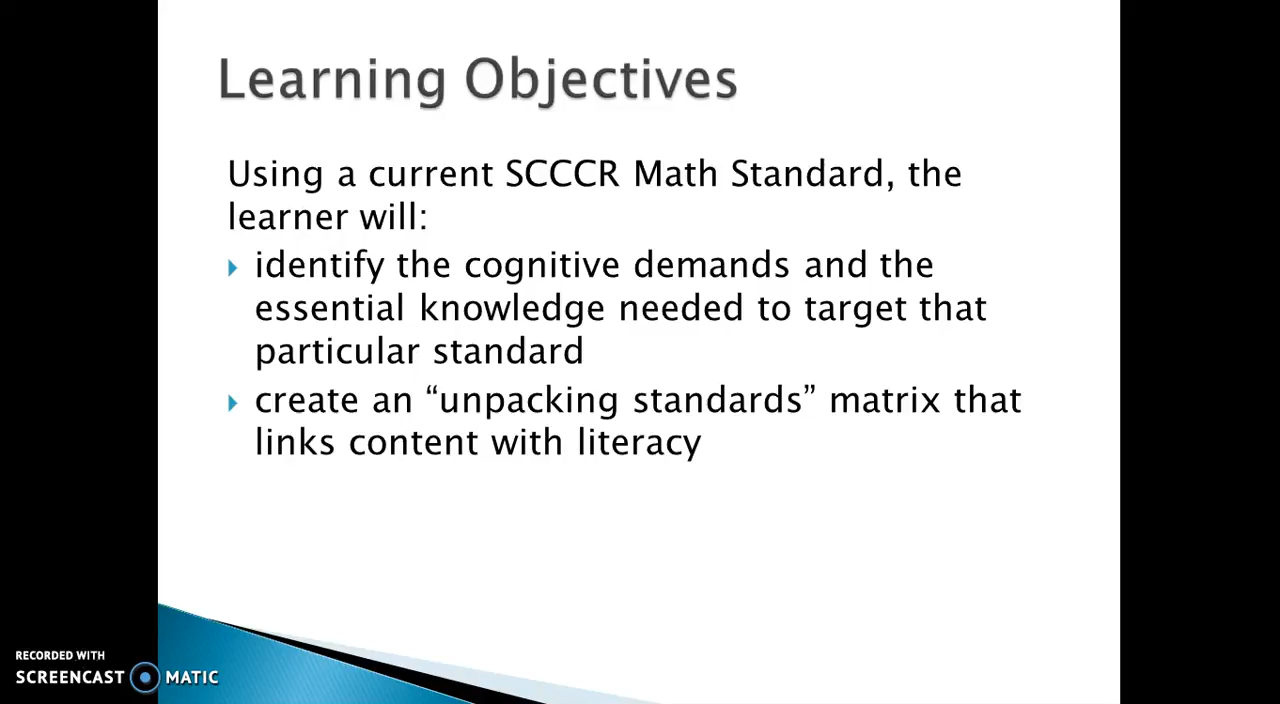 Learning Objectives
Using a current SCCCR Math Standard, the
learner will:
identify the cognitive demands and the
essential knowledge needed to target that
particular standard
create an “unpacking standards” matrix that
links content with literacy
RECORDED WITH
SCREENCAST MATIC